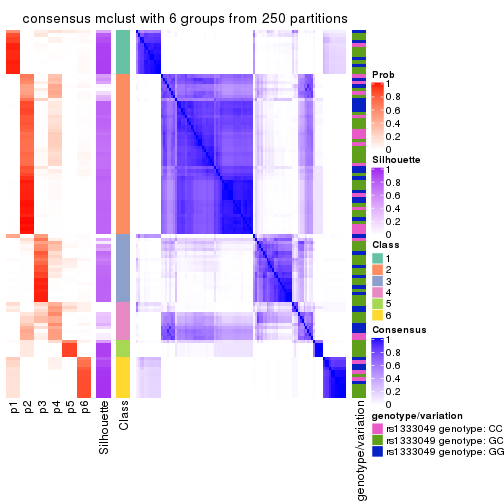 consensus mclust with 6 groups from 250 partitions
Prob
1
0.8
0.6
0.4
0.2
0
Silhouette
1
0.8
0.6
0.4
0.2
0
Class
1
2
3
4
5
6
Consensus
1
0.8
0.6
0.4
0.2
0
genotype/variation
rs1333049 genotype: CC
rs1333049 genotype: GC
rs1333049 genotype: GG
p1
p2
p3
p4
p5
p6
Silhouette
Class
genotype/variation